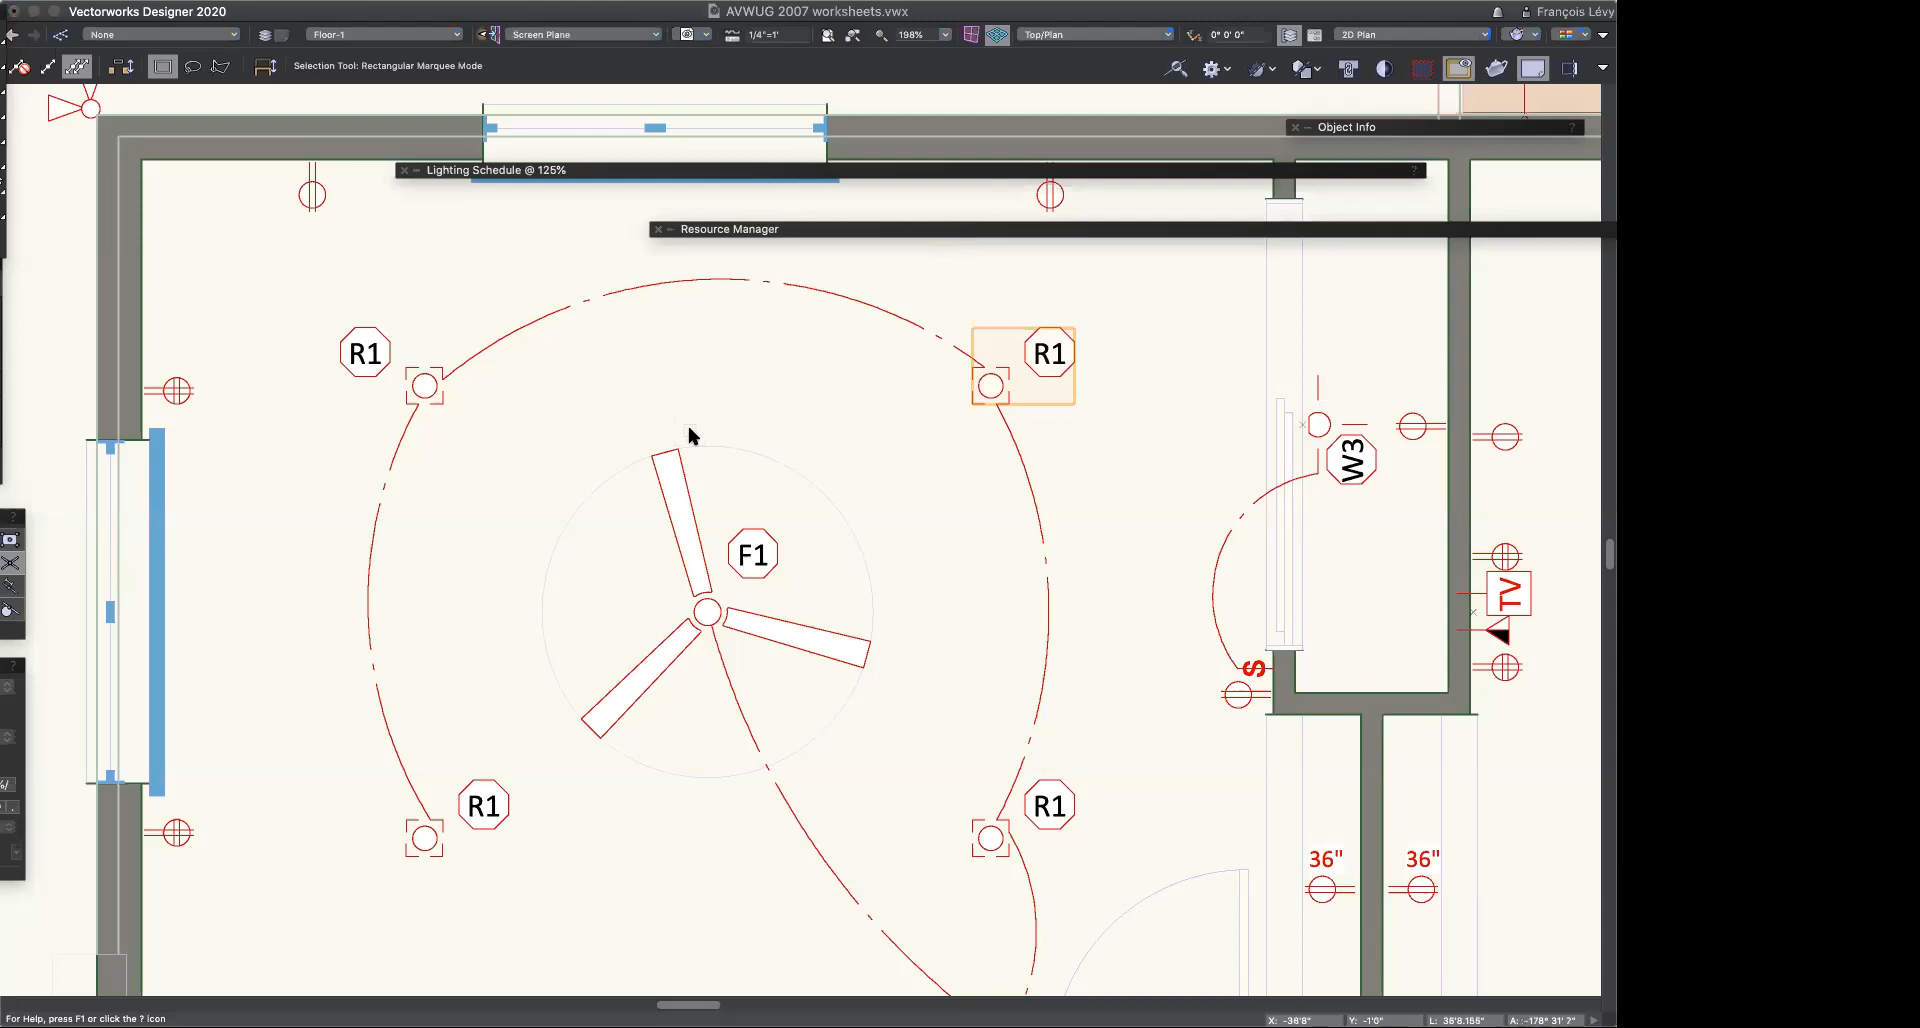 Vectorworks Designer 2020
AVWUG 2007 worksheets.vwx
François Lévy
None
Floor-1
Screen Plane
1/4"=1'
198%
Top/Plan
0° 0' 0"
2D Plan
Selection Tool: Rectangular Marquee Mode
Object Info
?
Lighting Schedule @ 125%
?
Resource Manager
R1
R1
W3
F1
TV
S
R1
R1
36"
36"
?
?
%/
For Help, press F1 or click the ? icon
X: -36'8"
Y: -1'0"
L: 36'8.155"
A: -178° 31' 7"